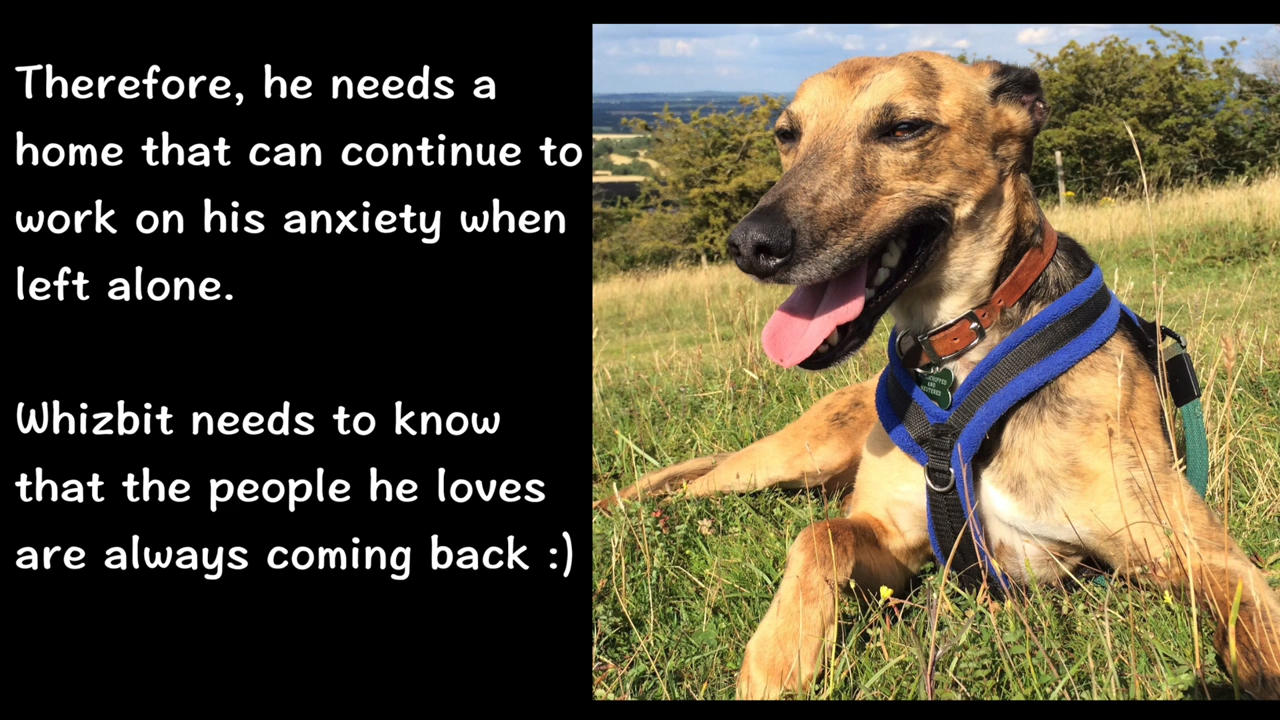 Therefore, he needs a
home that can continue to
work on his anxiety when
left alone.
Whizbit needs to know
that the people he loves
are always coming back :)
AND